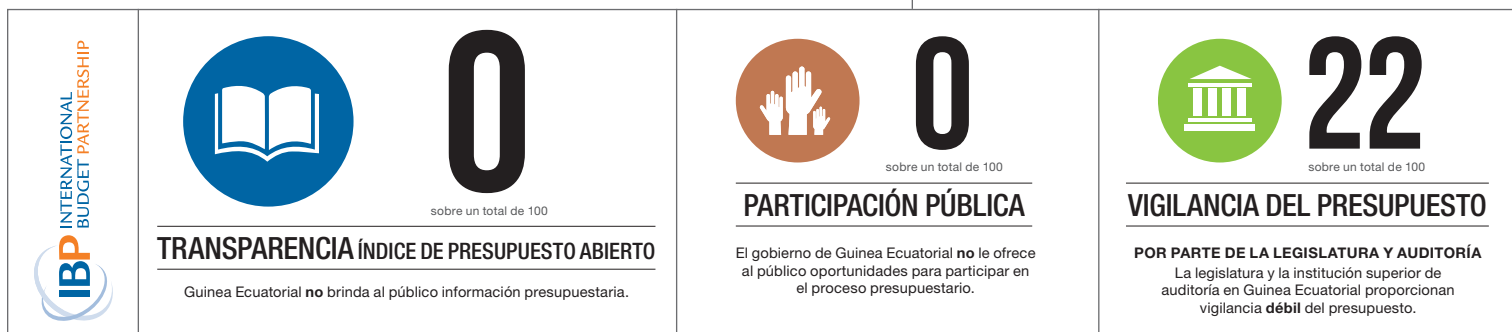 IBP INTERNATIONAL
BUDGET PARTNERSHIP
0
sobre un total de 100
TRANSPARENCIA ÍNDICE DE PRESUPUESTO ABIERTO
Guinea Ecuatorial no brinda al público información presupuestaria.
0
sobre un total de 100
PARTICIPACIÓN PÚBLICA
El gobierno de Guinea Ecuatorial no le ofrece
al público oportunidades para participar en
el proceso presupuestario.
22
sobre un total de 100
VIGILANCIA DEL PRESUPUESTO
POR PARTE DE LA LEGISLATURA Y AUDITORÍA
La legislatura y la institución superior de
auditoría en Guinea Ecuatorial proporcionan
vigilancia débil del presupuesto.